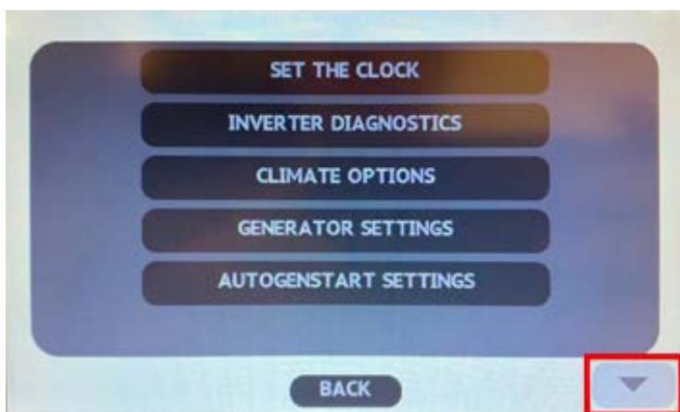 SET THE CLOCK
INVERTER DIAGNOSTICS
CLIMATE OPTIONS
GENERATOR SETTINGS
AUTOGENSTART SETTINGS
BACK